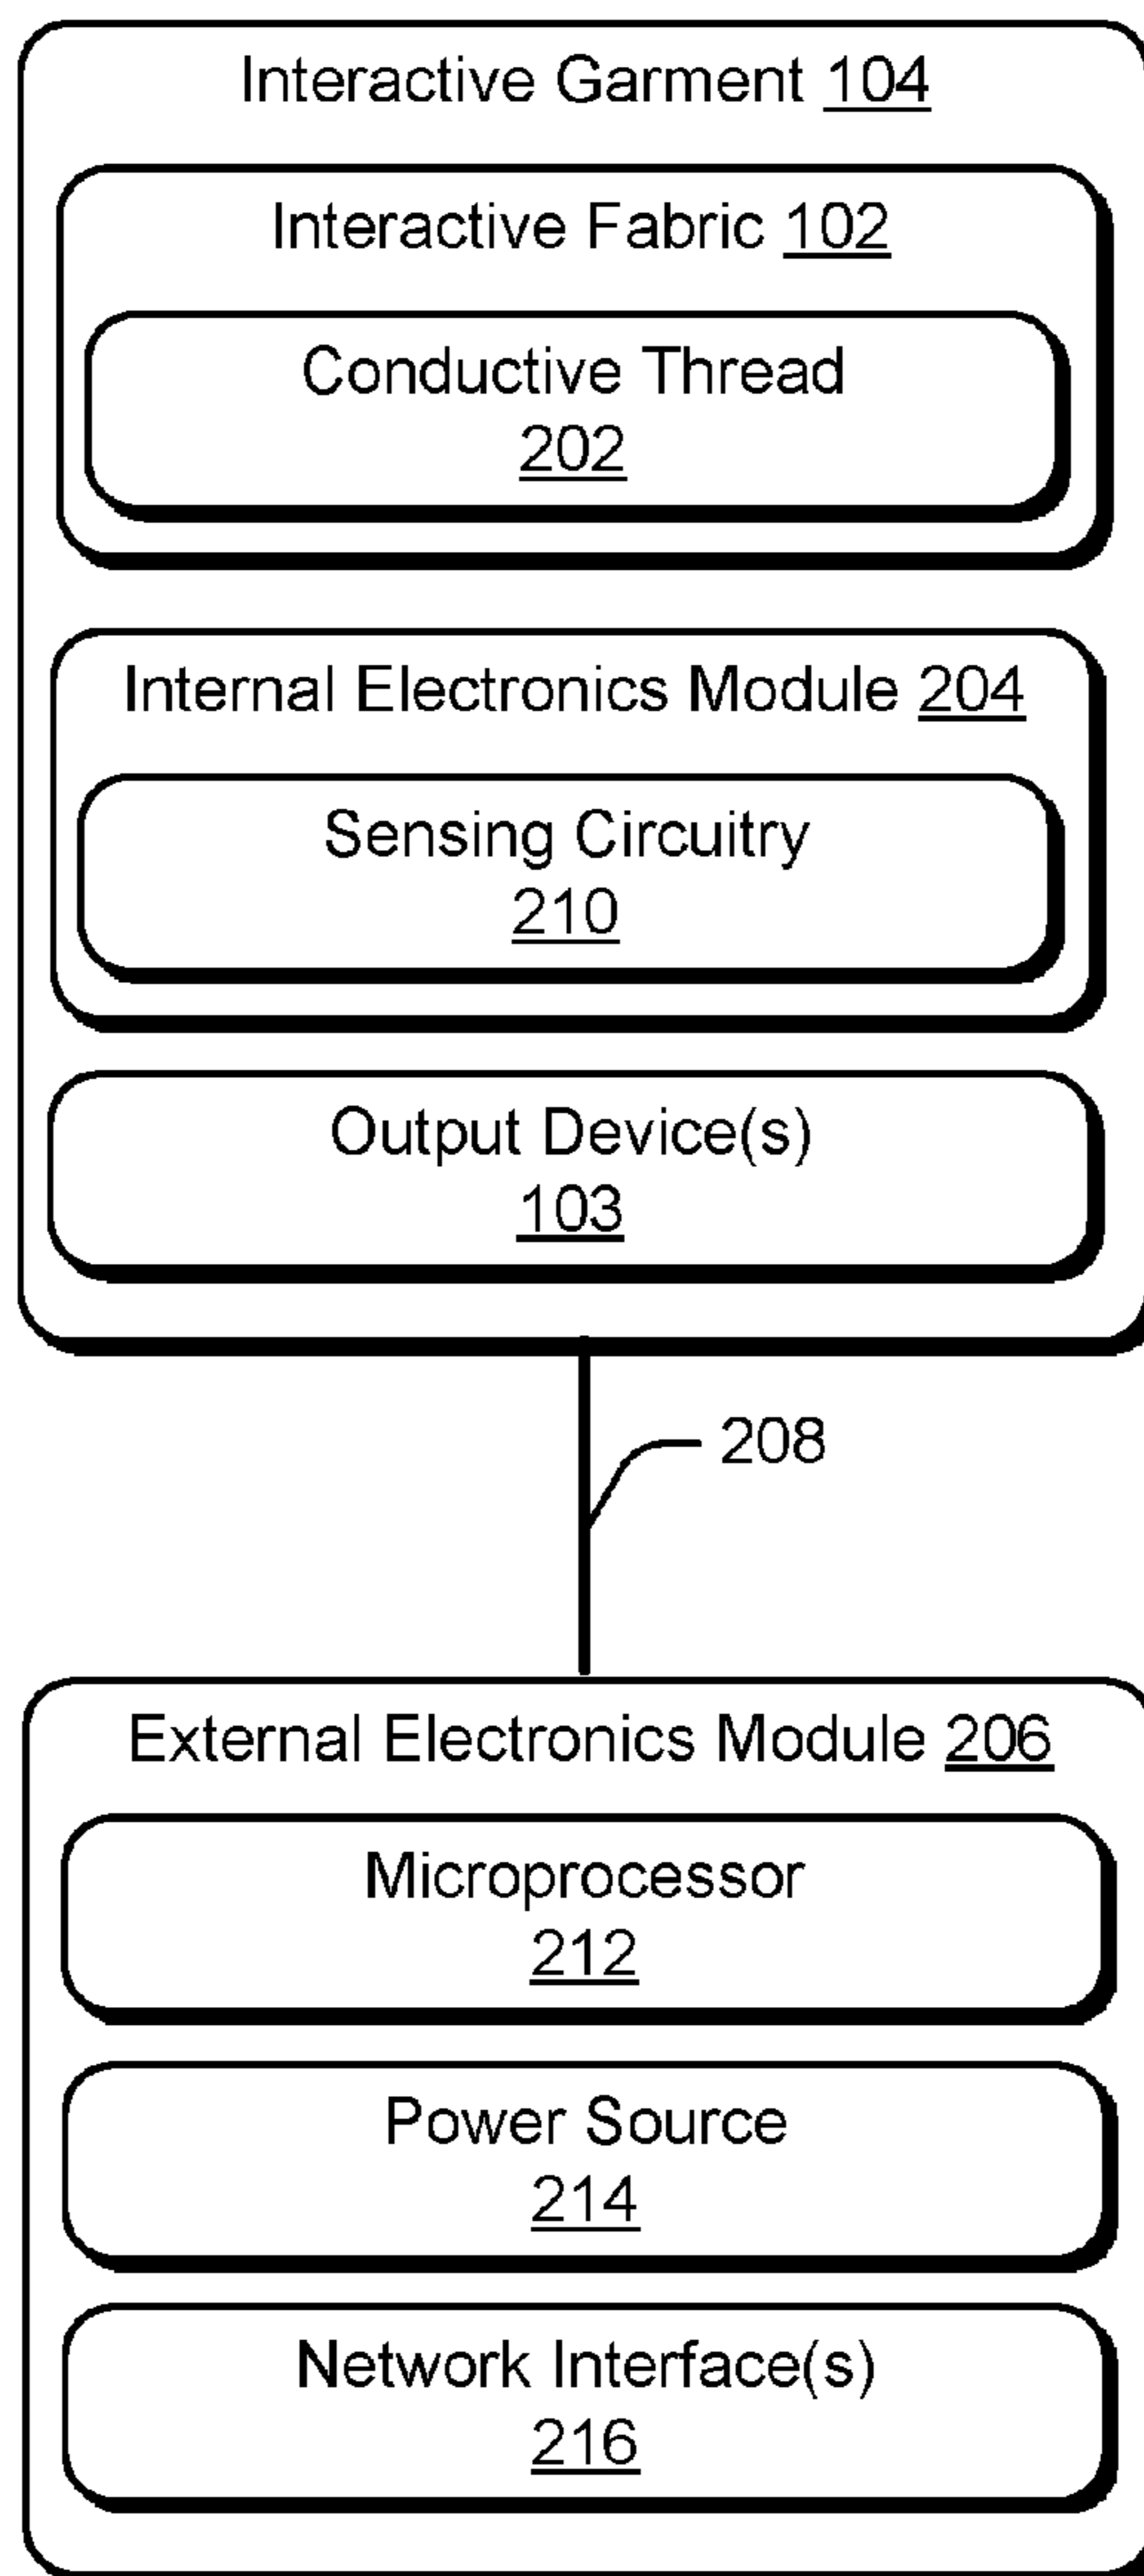 Interactive Garment 104
Interactive Fabric 102
Conductive Thread
202
Internal Electronics Module 204
Sensing Circuitry
210
Output Device(s)
103
208
External Electronics Module 206
Microprocessor
212
Power Source
214
Network Interface(s)
216